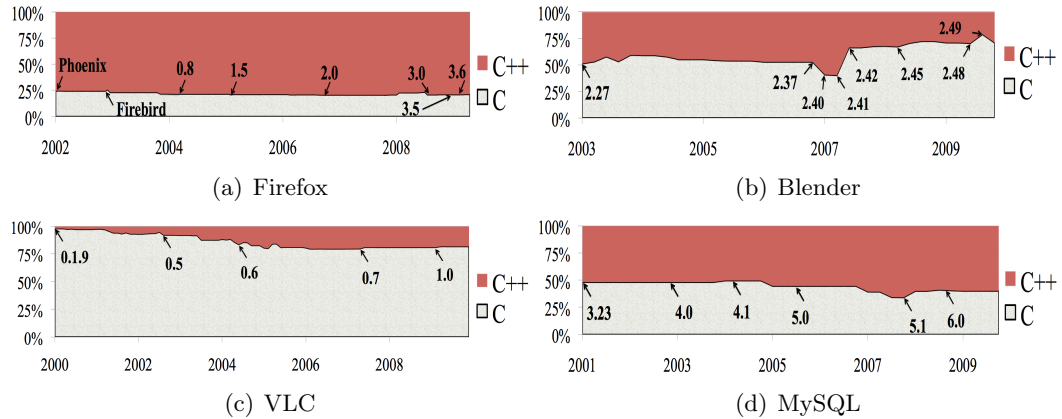 100%
75%
50%
25%
0%
Phoenix
Firebird
0.8
1.5
2.0
3.0
3.5
3.6
C++
C
2002 2004 2006 2008
(a) Firefox
100%
75%
50%
25%
0%
2.27
2.37
2.40
2.41
2.42
2.45
2.48
2.49
C++
C
2003 2005 2007 2009
(b) Blender
100%
75%
50%
25%
0%
0.1.9
0.5
0.6
0.7
1.0
C++
C
2000 2002 2004 2006 2008
(c) VLC
100%
75%
50%
25%
0%
3.23
4.0
4.1
5.0
5.1
6.0
C++
C
2001 2003 2005 2007 2009
(d) MySQL